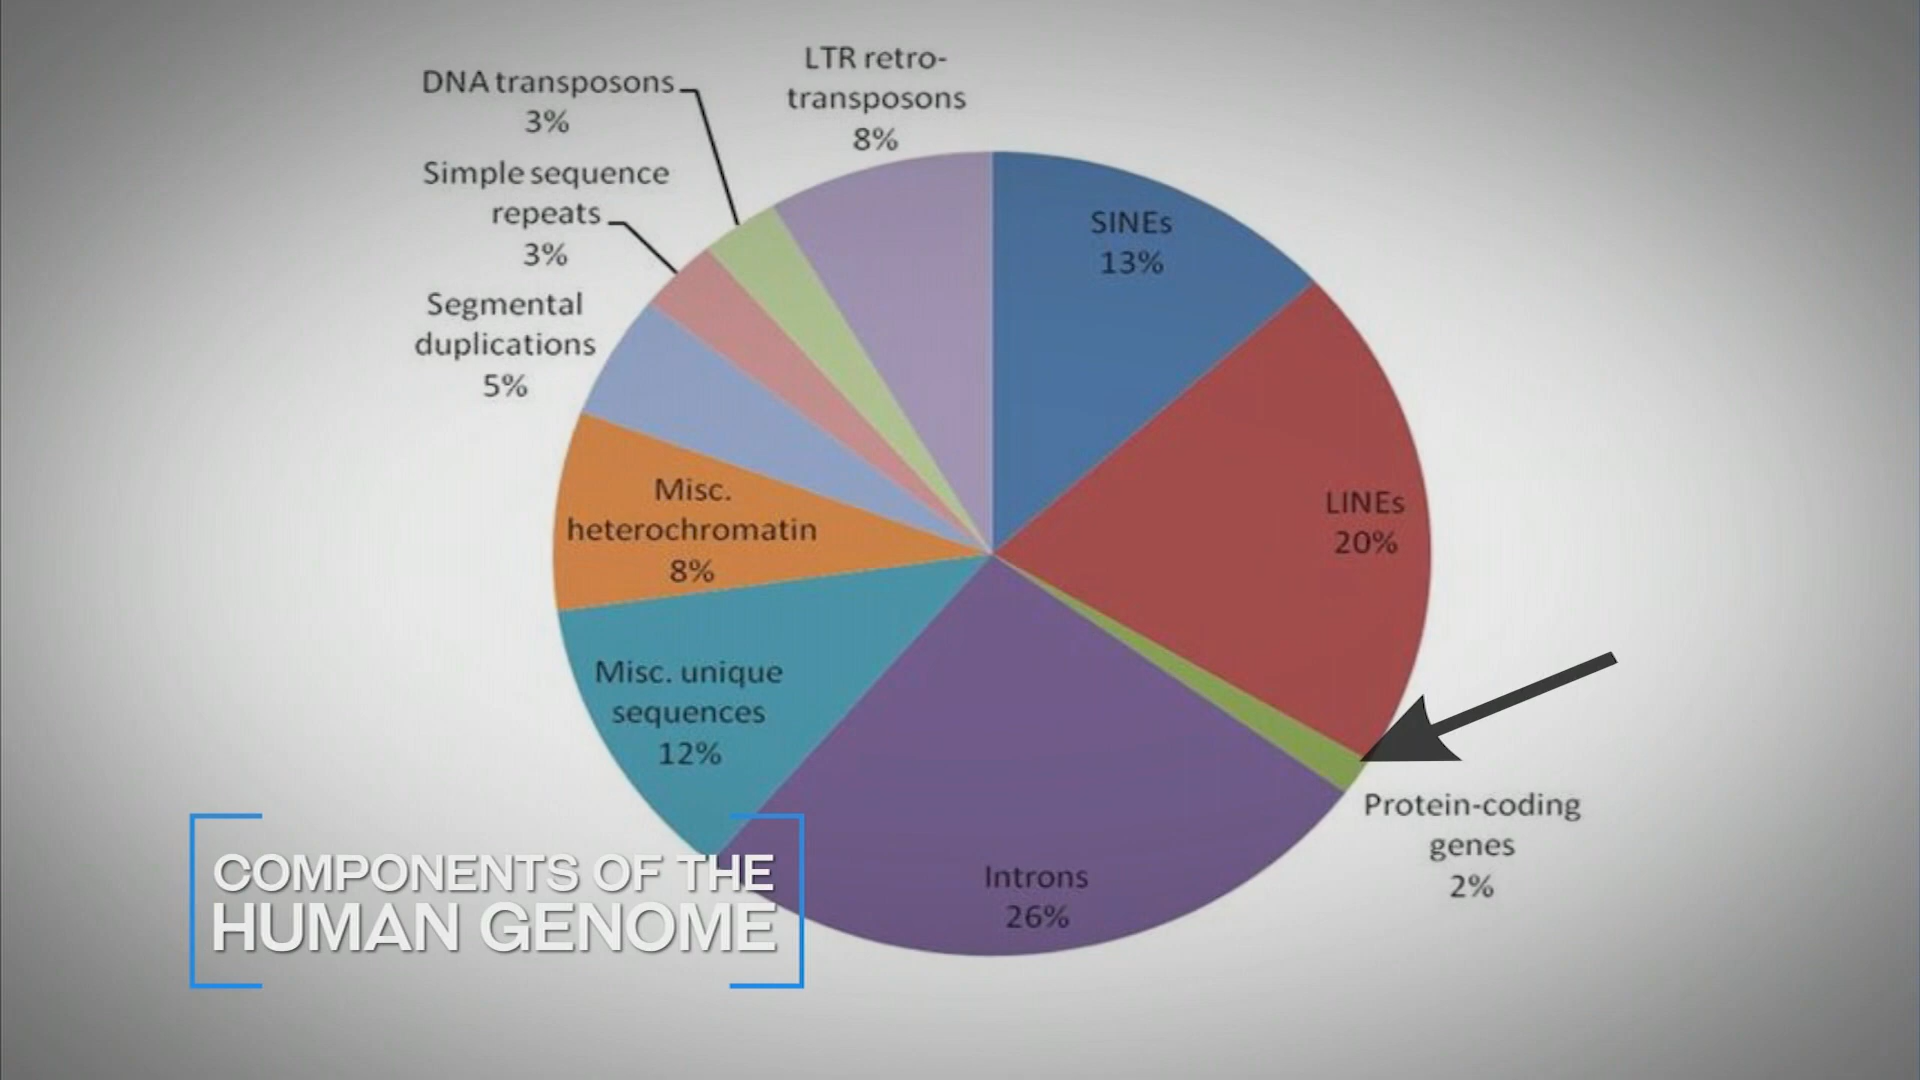 LTR retro-
transposons
8%
DNA transposons
3%
Simple sequence
repeats
3%
Segmental
duplications
5%
SINEs
13%
LINEs
20%
Misc.
heterochromatin
8%
Misc. unique
sequences
12%
Protein-coding
genes
2%
Introns
26%
COMPONENTS OF THE
HUMAN GENOME